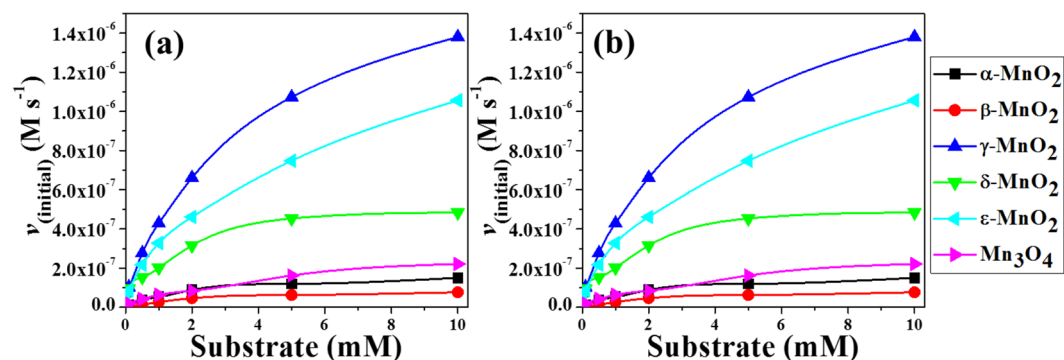 (a)
v(initial) (M s⁻¹)
1.4x10⁻⁶
1.2x10⁻⁶
1.0x10⁻⁶
8.0x10⁻⁷
6.0x10⁻⁷
4.0x10⁻⁷
2.0x10⁻⁷
0.0
0 2 4 6 8 10
Substrate (mM)
(b)
v(initial) (M s⁻¹)
1.4x10⁻⁶
1.2x10⁻⁶
1.0x10⁻⁶
8.0x10⁻⁷
6.0x10⁻⁷
4.0x10⁻⁷
2.0x10⁻⁷
0.0
0 2 4 6 8 10
Substrate (mM)
α-MnO₂
β-MnO₂
γ-MnO₂
δ-MnO₂
ε-MnO₂
Mn₃O₄